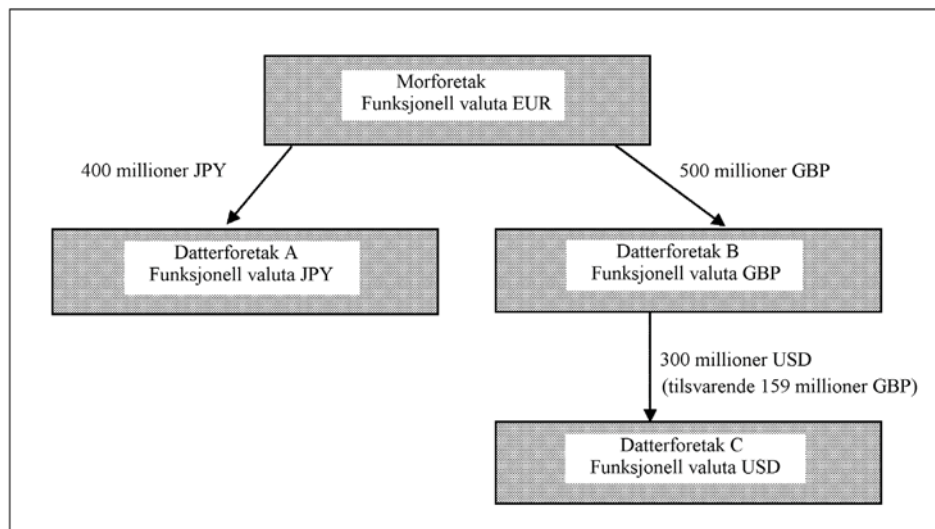 Morforetak
Funksjonell valuta EUR
400 millioner JPY
500 millioner GBP
Datterforetak A
Funksjonell valuta JPY
Datterforetak B
Funksjonell valuta GBP
300 millioner USD
(tilsvarende 159 millioner GBP)
Datterforetak C
Funksjonell valuta USD